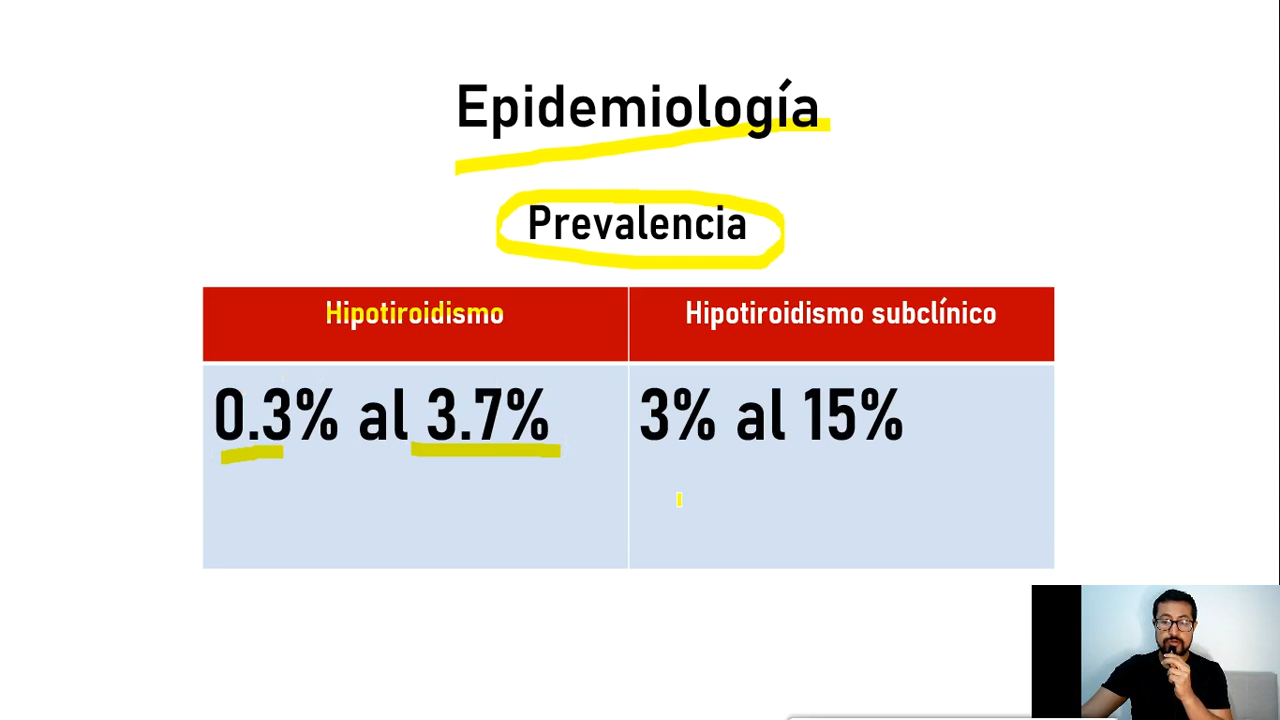 Epidemiología
Prevalencia
Hipotiroidismo
Hipotiroidismo subclínico
0.3% al 3.7%
3% al 15%